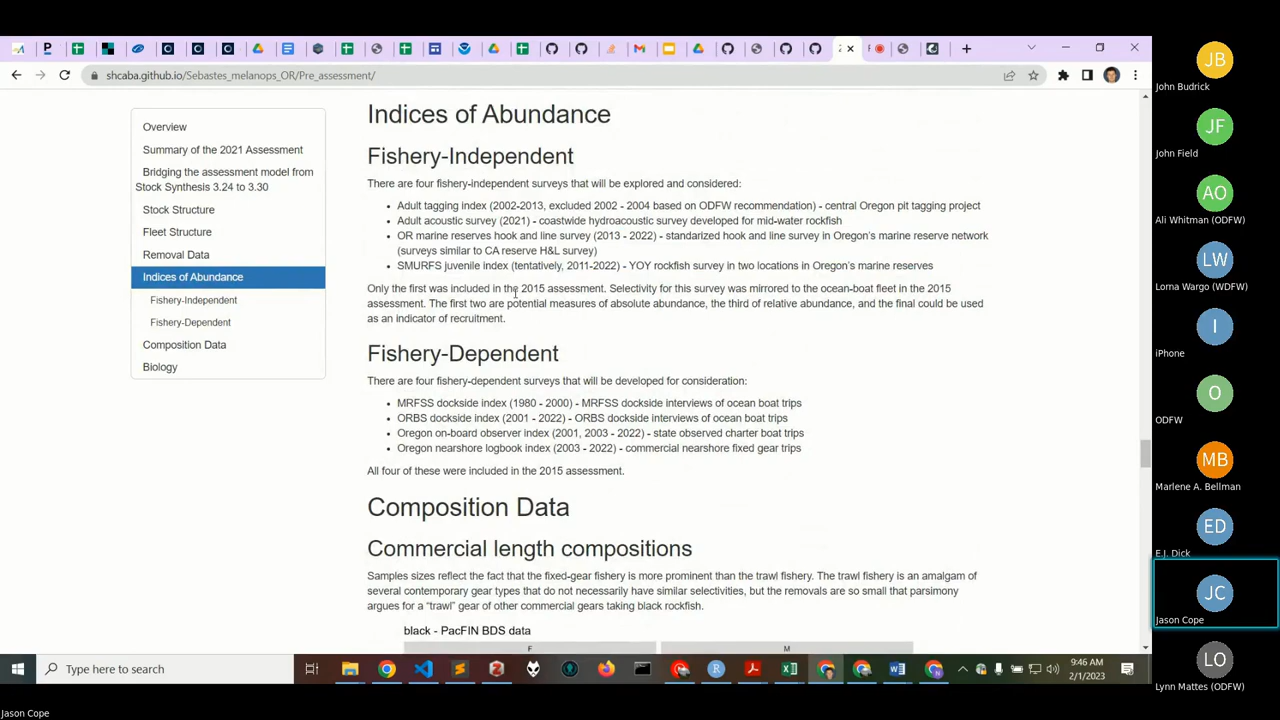 shcaba.github.io/Sebastes_melanops_OR/Pre_assessment/
Overview
Summary of the 2021 Assessment
Bridging the assessment model from
Stock Synthesis 3.24 to 3.30
Stock Structure
Fleet Structure
Removal Data
Indices of Abundance
Fishery-Independent
Fishery-Dependent
Composition Data
Biology
Indices of Abundance
Fishery-Independent
There are four fishery-independent surveys that will be explored and considered:
• Adult tagging index (2002-2013, excluded 2002 - 2004 based on ODFW recommendation) - central Oregon pit tagging project
• Adult acoustic survey (2021) - coastwide hydroacoustic survey developed for mid-water rockfish
• OR marine reserves hook and line survey (2013 - 2022) - standarized hook and line survey in Oregon's marine reserve network
(surveys similar to CA reserve H&L survey)
• SMURFS juvenile index (tentatively, 2011-2022) - YOY rockfish survey in two locations in Oregon's marine reserves
Only the first was included in the 2015 assessment. Selectivity for this survey was mirrored to the ocean-boat fleet in the 2015
assessment. The first two are potential measures of absolute abundance, the third of relative abundance, and the final could be used
as an indicator of recruitment.
Fishery-Dependent
There are four fishery-dependent surveys that will be developed for consideration:
• MRFSS dockside index (1980 - 2000) - MRFSS dockside interviews of ocean boat trips
• ORBS dockside index (2001 - 2022) - ORBS dockside interviews of ocean boat trips
• Oregon on-board observer index (2001, 2003 - 2022) - state observed charter boat trips
• Oregon nearshore logbook index (2003 - 2022) - commercial nearshore fixed gear trips
All four of these were included in the 2015 assessment.
Composition Data
Commercial length compositions
Samples sizes reflect the fact that the fixed-gear fishery is more prominent than the trawl fishery. The trawl fishery is an amalgam of
several contemporary gear types that do not necessarily have similar selectivities, but the removals are so small that parsimony
argues for a "trawl" gear of other commercial gears taking black rockfish.
black - PacFIN BDS data
F
M
Type here to search
9:46 AM
2/1/2023
JB
John Budrick
JF
John Field
AO
Ali Whitman (ODFW)
LW
Lorna Wargo (WDFW)
I
iPhone
O
ODFW
MB
Marlene A. Bellman
ED
E.J. Dick
JC
Jason Cope
LO
Lynn Mattes (ODFW)
Jason Cope